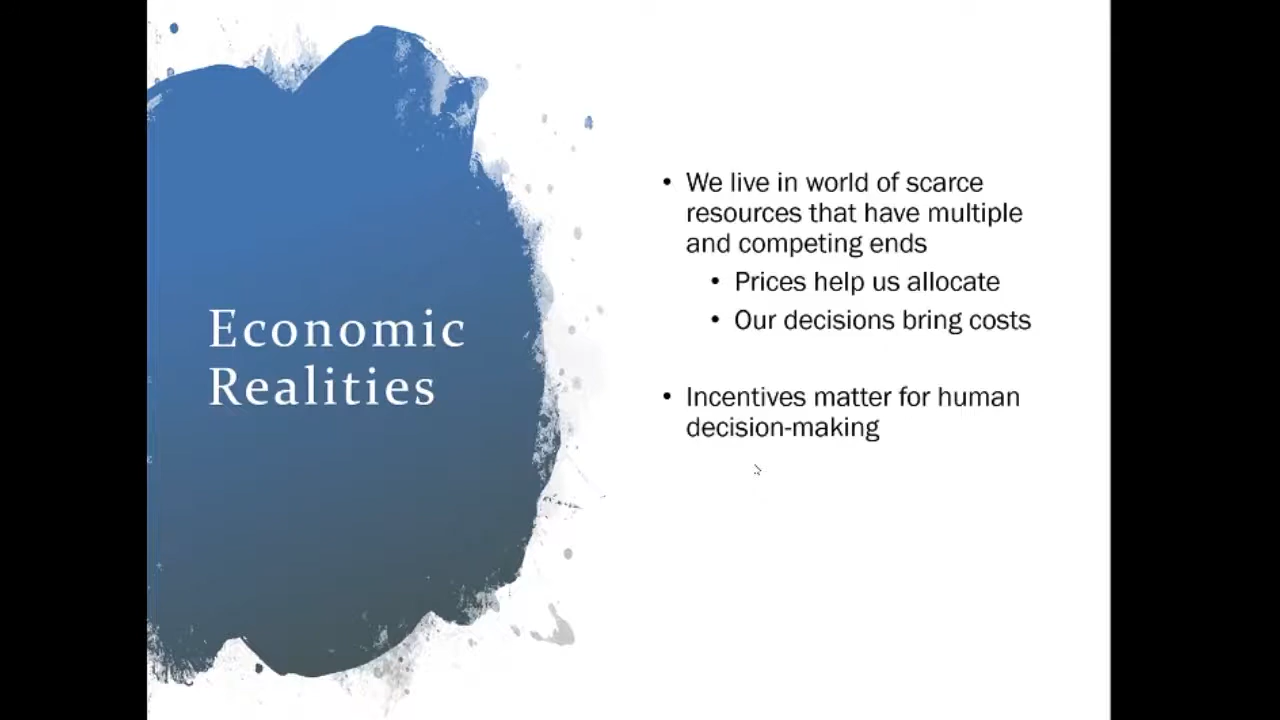 Economic
Realities
• We live in world of scarce
resources that have multiple
and competing ends
• Prices help us allocate
• Our decisions bring costs
• Incentives matter for human
decision-making